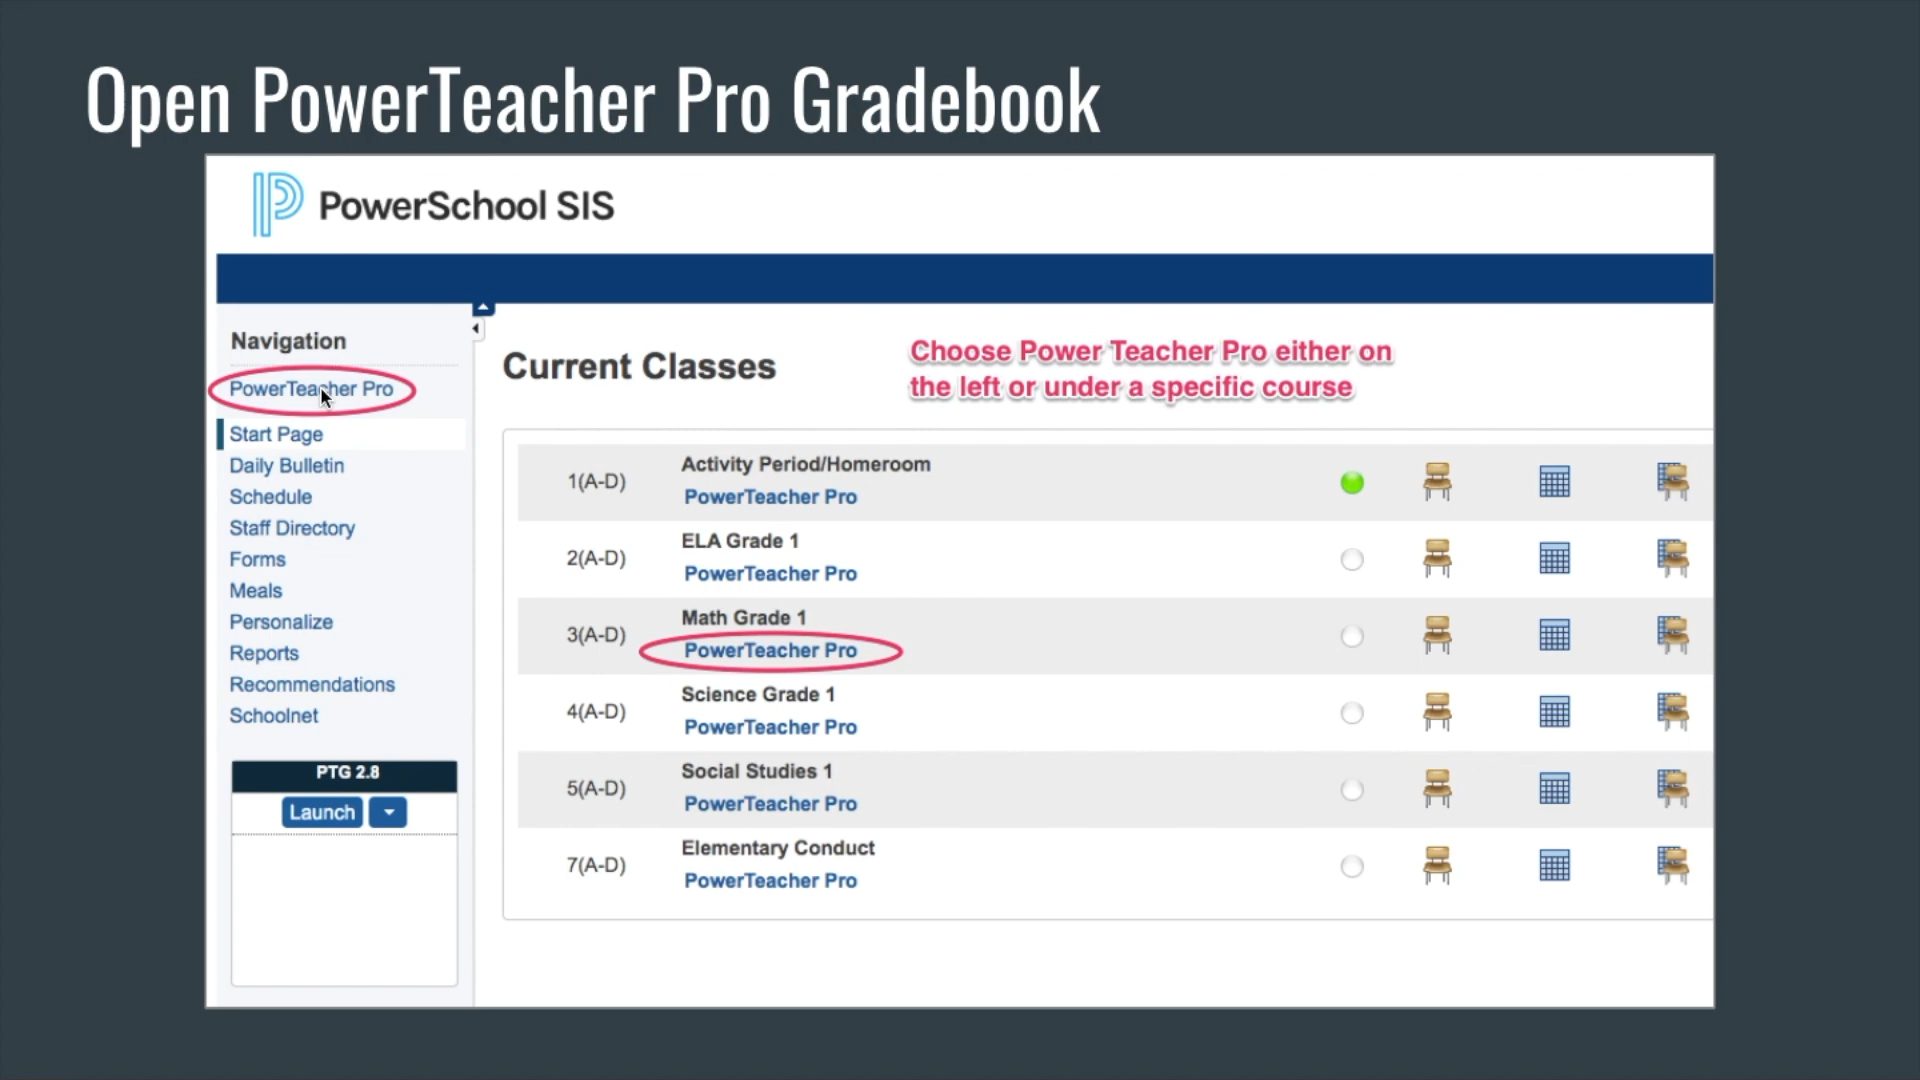 Open PowerTeacher Pro Gradebook
PowerSchool SIS
Navigation
PowerTeacher Pro
Start Page
Daily Bulletin
Schedule
Staff Directory
Forms
Meals
Personalize
Reports
Recommendations
Schoolnet
PTG 2.8
Launch
Current Classes
Choose Power Teacher Pro either on
the left or under a specific course
1(A-D)
Activity Period/Homeroom
PowerTeacher Pro
2(A-D)
ELA Grade 1
PowerTeacher Pro
3(A-D)
Math Grade 1
PowerTeacher Pro
4(A-D)
Science Grade 1
PowerTeacher Pro
5(A-D)
Social Studies 1
PowerTeacher Pro
7(A-D)
Elementary Conduct
PowerTeacher Pro